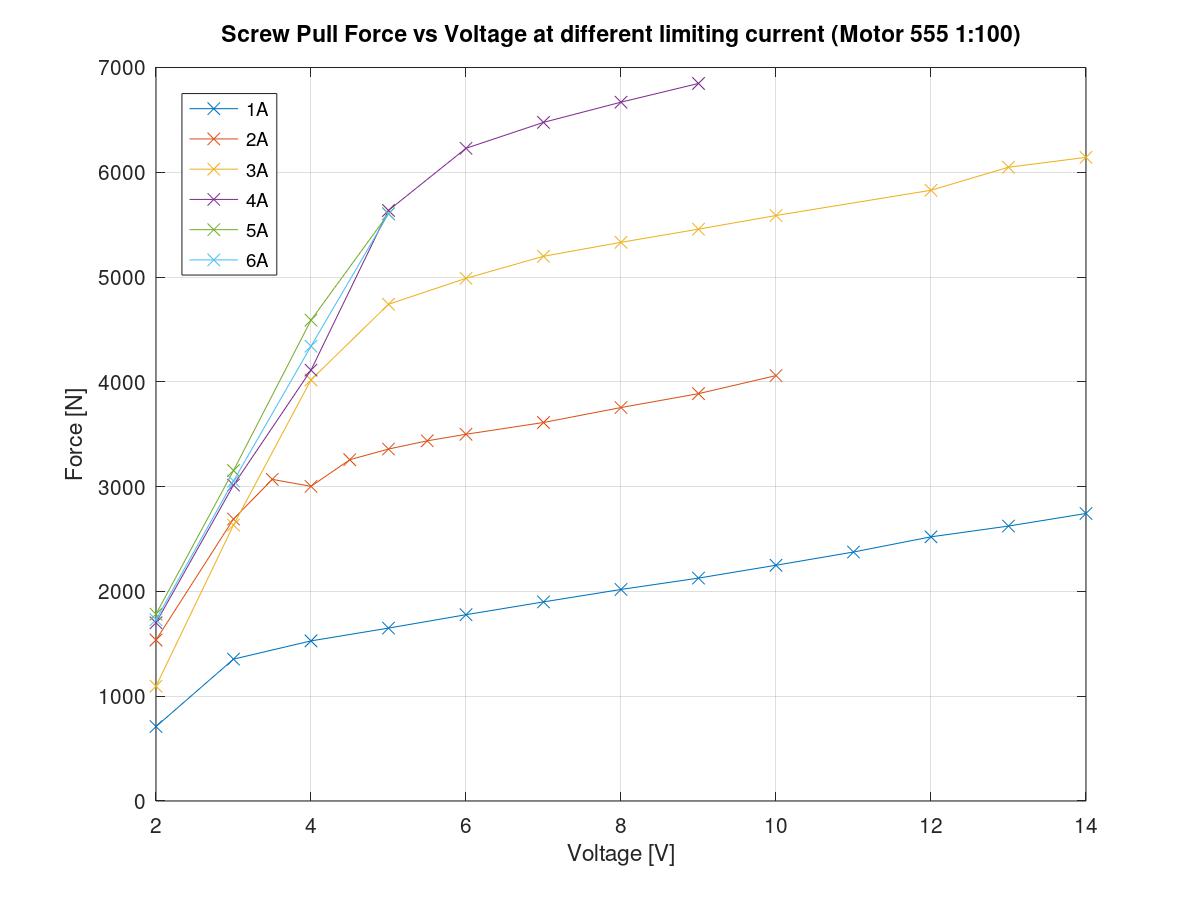 Screw Pull Force vs Voltage at different limiting current (Motor 555 1:100)
7000
6000
5000
4000
3000
2000
1000
0
Force [N]
1A
2A
3A
4A
5A
6A
2 4 6 8 10 12 14
Voltage [V]